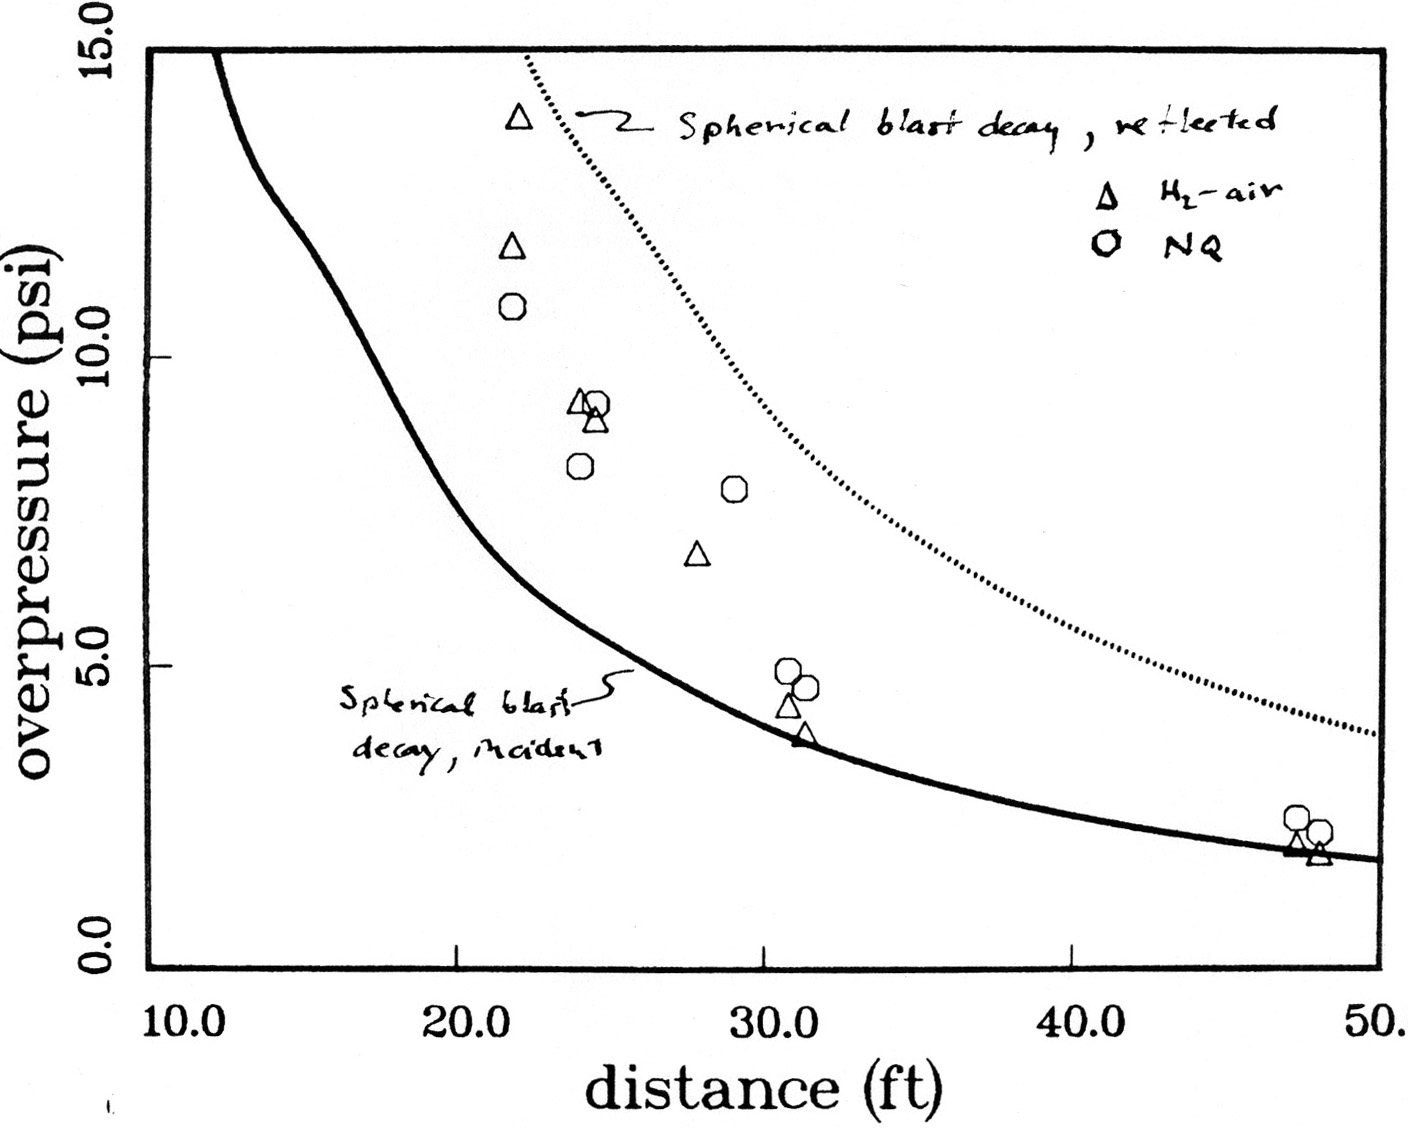 15.0
Spherical blast decay, reflected
H₂-air
NQ
10.0
overpressure (psi)
5.0
Spherical blast
decay, incident
0.0
10.0 20.0 30.0 40.0 50.
distance (ft)